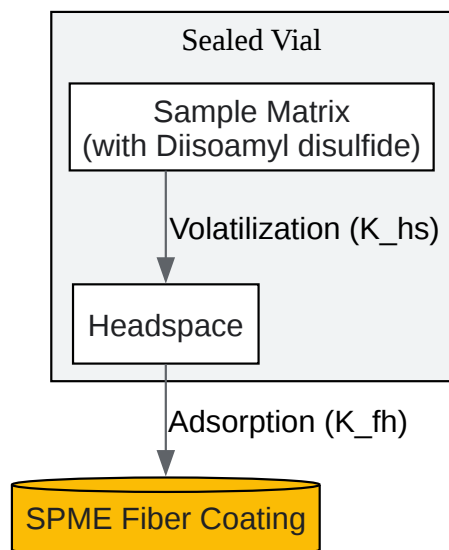 Sealed Vial
Sample Matrix
(with Diisoamyl disulfide)
Volatilization (K_hs)
Headspace
Adsorption (K_fh)
SPME Fiber Coating